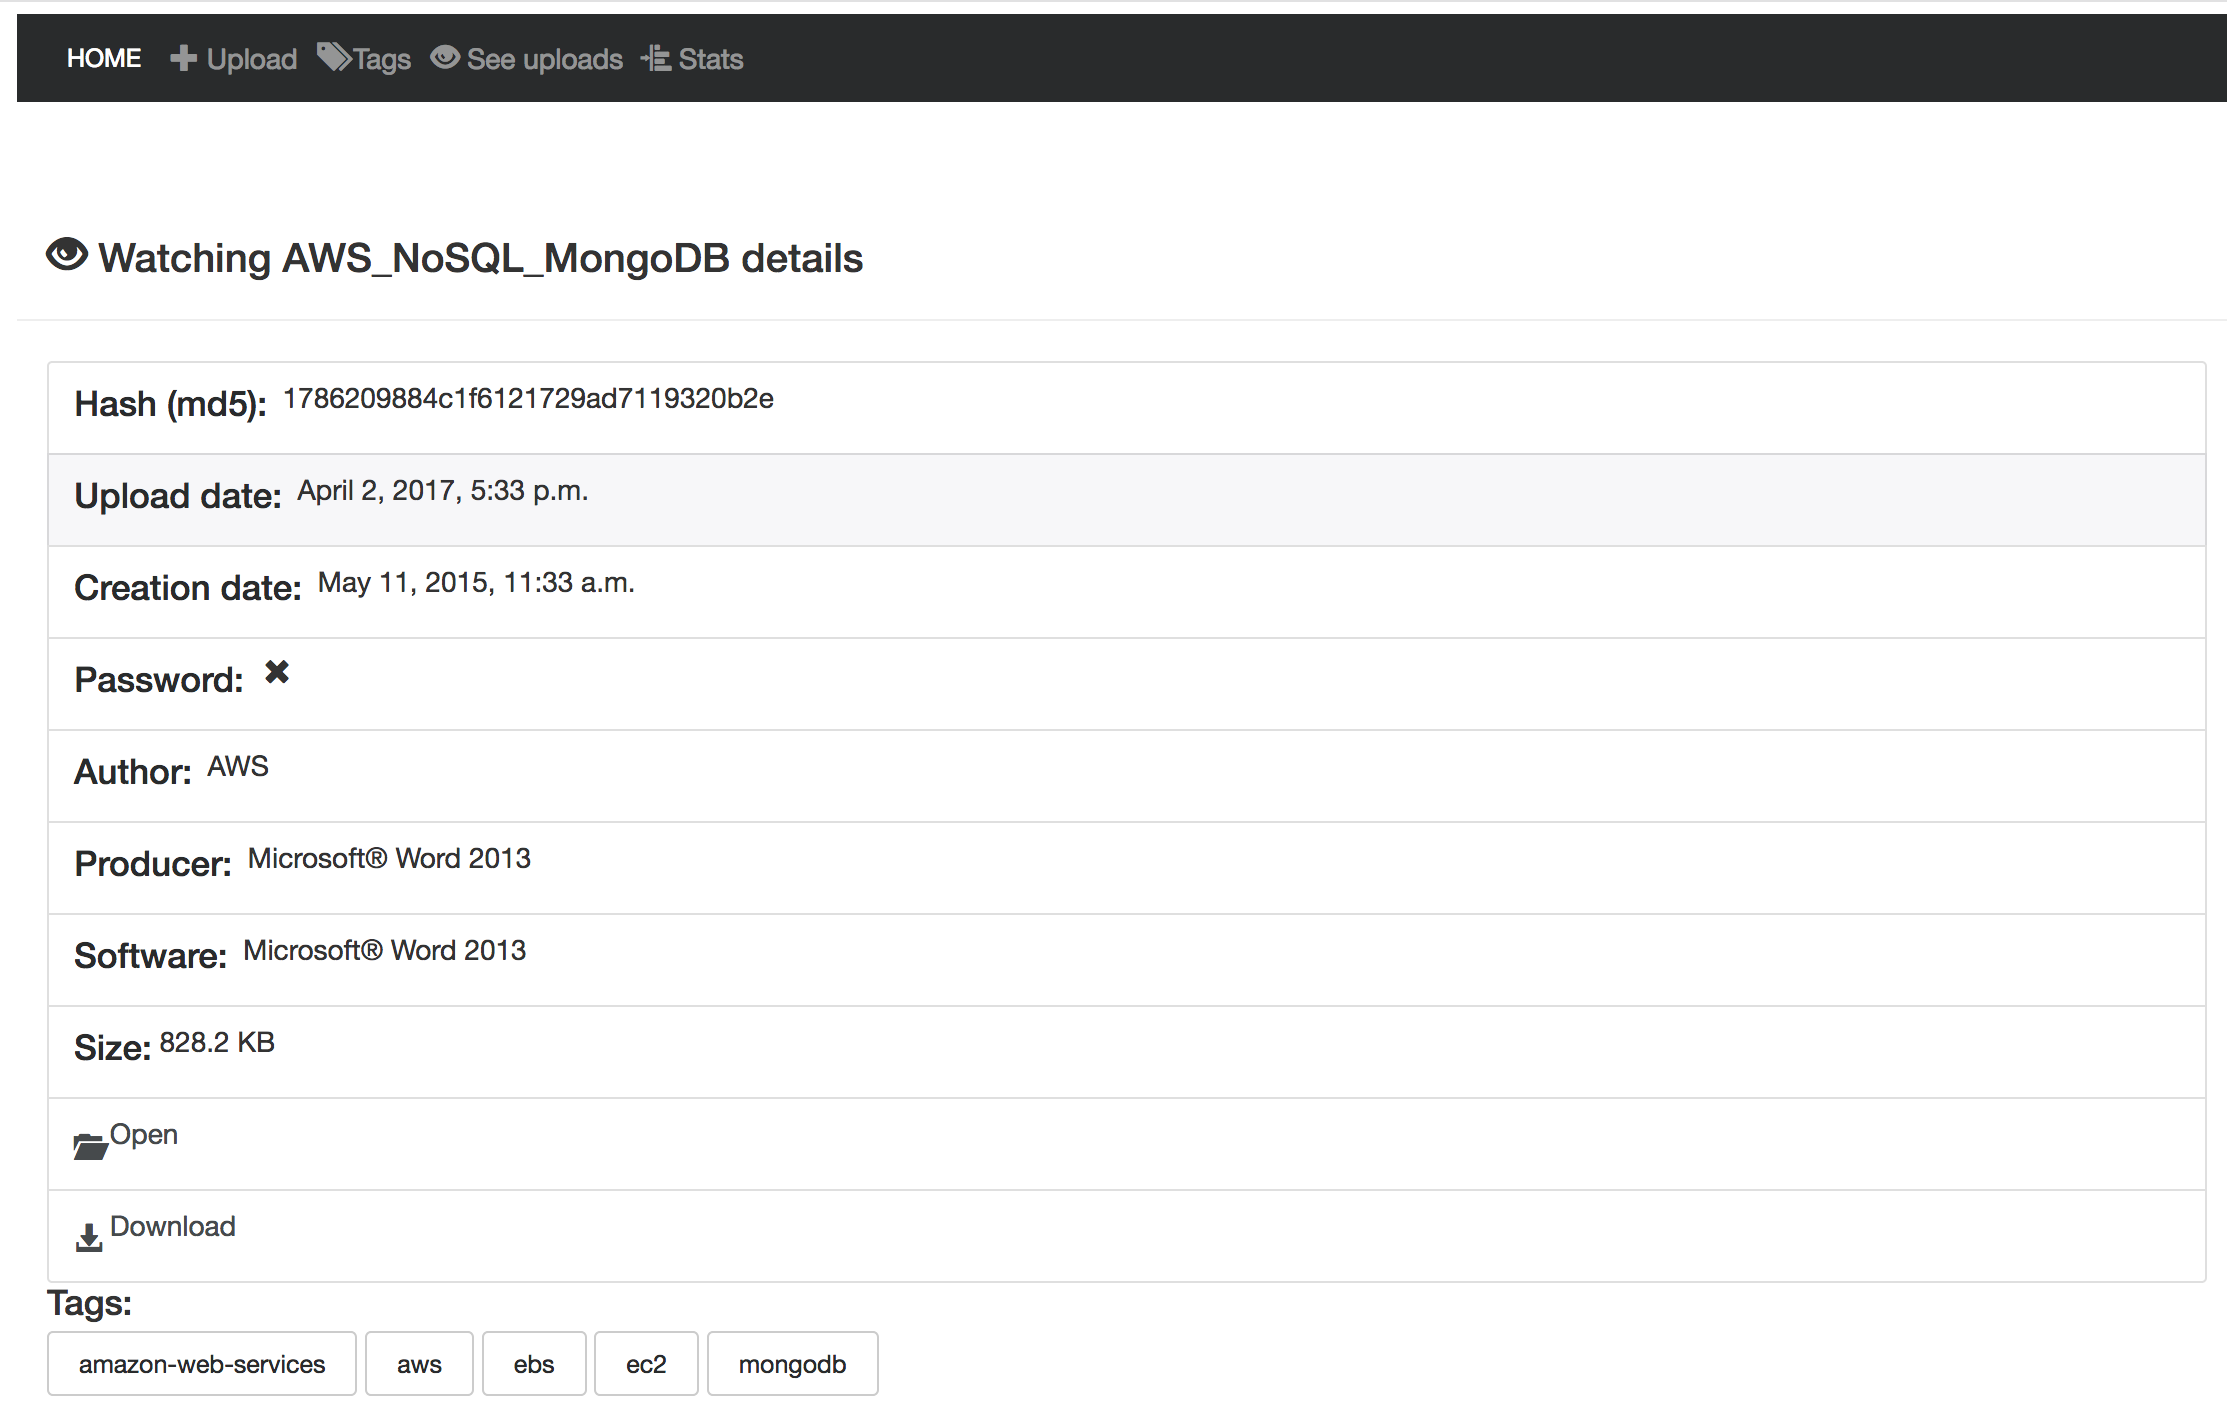 HOME Upload Tags See uploads Stats
Watching AWS_NoSQL_MongoDB details
Hash (md5): 1786209884c1f6121729ad7119320b2e
Upload date: April 2, 2017, 5:33 p.m.
Creation date: May 11, 2015, 11:33 a.m.
Password:
Author: AWS
Producer: Microsoft® Word 2013
Software: Microsoft® Word 2013
Size: 828.2 KB
Open
Download
Tags:
amazon-web-services aws ebs ec2 mongodb